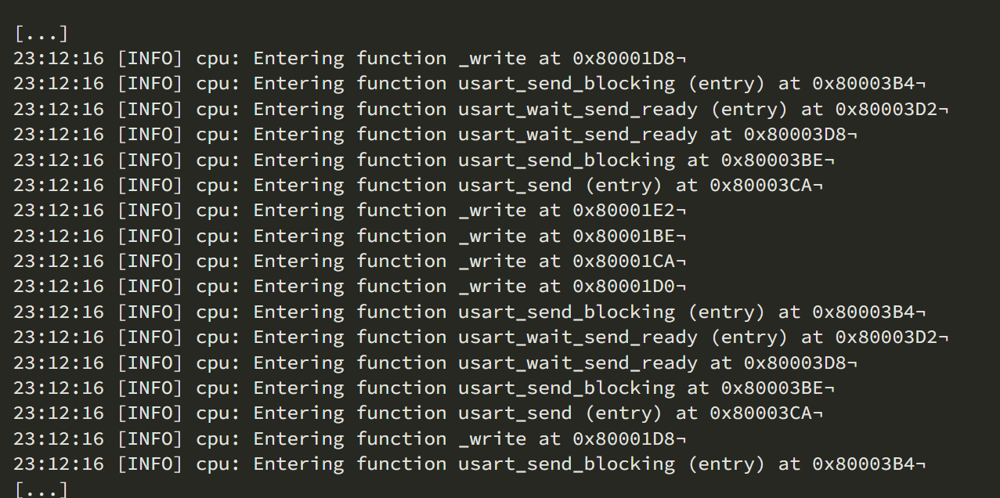 [...]
23:12:16 [INFO] cpu: Entering function _write at 0x80001D8¬
23:12:16 [INFO] cpu: Entering function usart_send_blocking (entry) at 0x80003B4¬
23:12:16 [INFO] cpu: Entering function usart_wait_send_ready (entry) at 0x80003D2¬
23:12:16 [INFO] cpu: Entering function usart_wait_send_ready at 0x80003D8¬
23:12:16 [INFO] cpu: Entering function usart_send_blocking at 0x80003BE¬
23:12:16 [INFO] cpu: Entering function usart_send (entry) at 0x80003CA¬
23:12:16 [INFO] cpu: Entering function _write at 0x80001E2¬
23:12:16 [INFO] cpu: Entering function _write at 0x80001BE¬
23:12:16 [INFO] cpu: Entering function _write at 0x80001CA¬
23:12:16 [INFO] cpu: Entering function _write at 0x80001D0¬
23:12:16 [INFO] cpu: Entering function usart_send_blocking (entry) at 0x80003B4¬
23:12:16 [INFO] cpu: Entering function usart_wait_send_ready (entry) at 0x80003D2¬
23:12:16 [INFO] cpu: Entering function usart_wait_send_ready at 0x80003D8¬
23:12:16 [INFO] cpu: Entering function usart_send_blocking at 0x80003BE¬
23:12:16 [INFO] cpu: Entering function usart_send (entry) at 0x80003CA¬
23:12:16 [INFO] cpu: Entering function _write at 0x80001D8¬
23:12:16 [INFO] cpu: Entering function usart_send_blocking (entry) at 0x80003B4¬
[...]